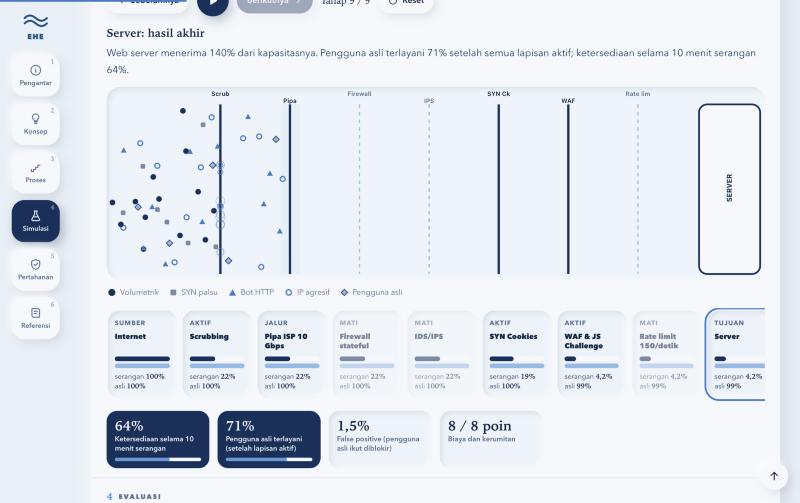 Tahap 9 / 9
Reset
EHE
1
Pengantar
2
Konsep
3
Proses
4
Simulasi
5
Pertahanan
6
Referensi
Server: hasil akhir
Web server menerima 140% dari kapasitasnya. Pengguna asli terlayani 71% setelah semua lapisan aktif; ketersediaan selama 10 menit serangan
64%.
Scrub
Pipa
Firewall
IPS
SYN Ck
WAF
Rate lim
SERVER
Volumetrik
SYN palsu
Bot HTTP
IP agresif
Pengguna asli
SUMBER
Internet
serangan 100%
asli 100%
AKTIF
Scrubbing
serangan 22%
asli 100%
JALUR
Pipa ISP 10
Gbps
serangan 22%
asli 100%
MATI
Firewall
stateful
serangan 22%
asli 100%
MATI
IDS/IPS
serangan 22%
asli 100%
AKTIF
SYN Cookies
serangan 19%
asli 100%
AKTIF
WAF & JS
Challenge
serangan 4,2%
asli 99%
MATI
Rate limit
150/detik
serangan 4,2%
asli 99%
TUJUAN
Server
serangan 4,2%
asli 99%
64%
Ketersediaan selama 10
menit serangan
71%
Pengguna asli terlayani
(setelah lapisan aktif)
1,5%
False positive (pengguna
asli ikut diblokir)
8 / 8 poin
Biaya dan kerumitan
4 EVALUASI